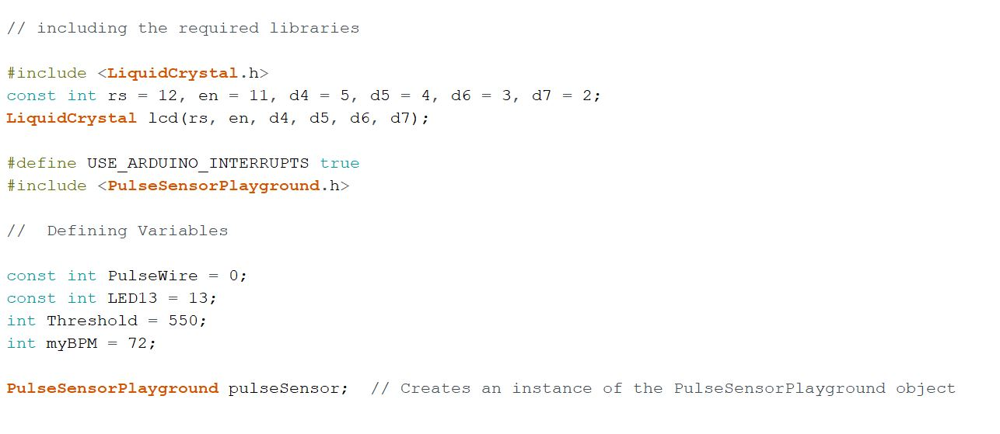 // including the required libraries
#include <LiquidCrystal.h>
const int rs = 12, en = 11, d4 = 5, d5 = 4, d6 = 3, d7 = 2;
LiquidCrystal lcd(rs, en, d4, d5, d6, d7);
#define USE_ARDUINO_INTERRUPTS true
#include <PulseSensorPlayground.h>
//  Defining Variables
const int PulseWire = 0;
const int LED13 = 13;
int Threshold = 550;
int myBPM = 72;
PulseSensorPlayground pulseSensor;  // Creates an instance of the PulseSensorPlayground object